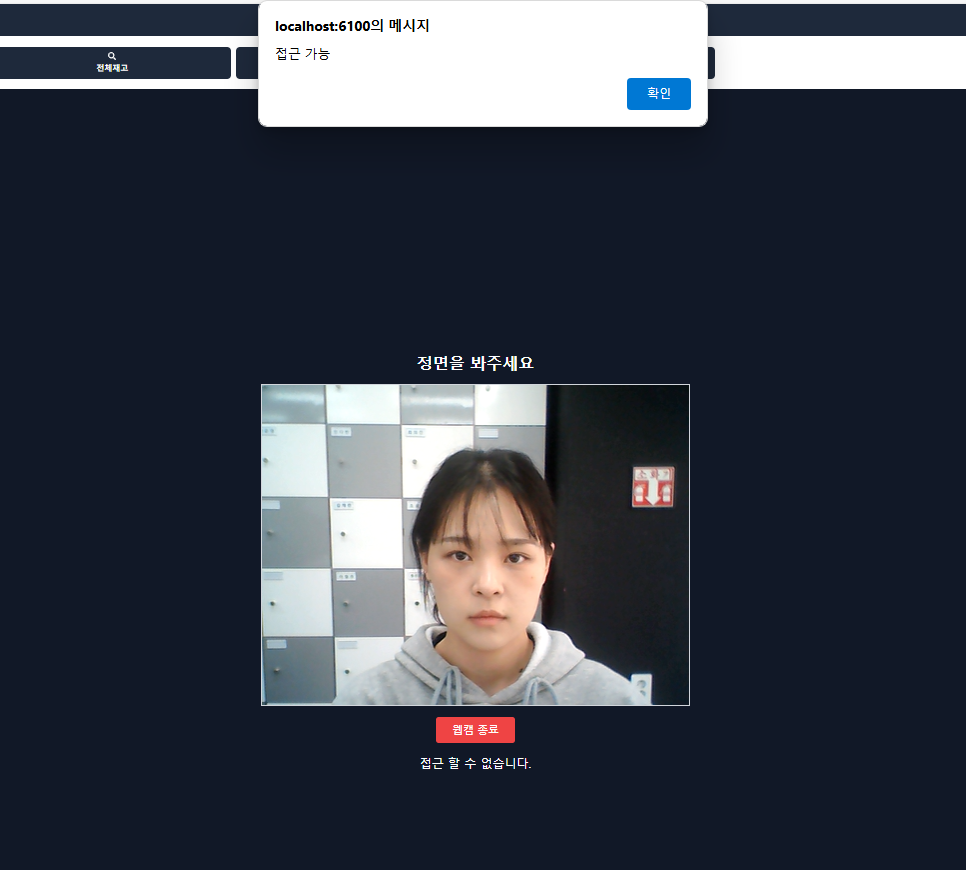 localhost:6100의 메시지
접근 가능
확인
전체재고
정면을 봐주세요
웹캠 종료
접근 할 수 없습니다.